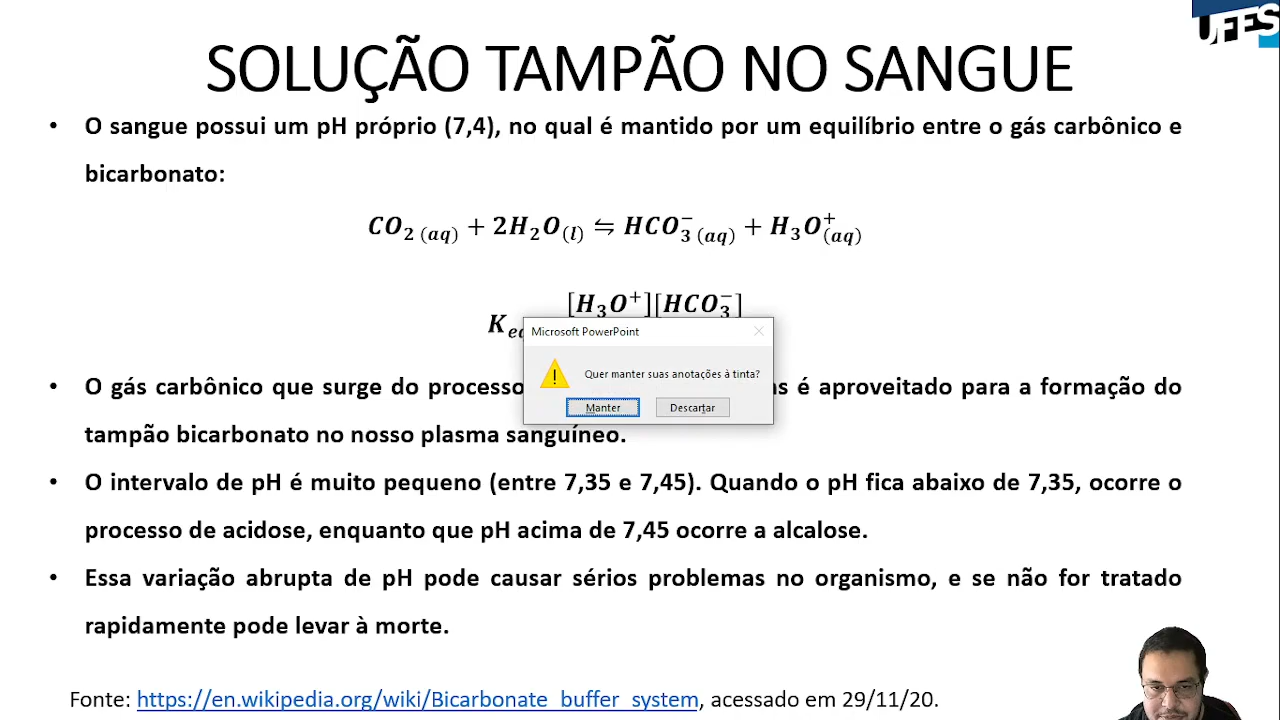 UFES
SOLUÇÃO TAMPÃO NO SANGUE
• O sangue possui um pH próprio (7,4), no qual é mantido por um equilíbrio entre o gás carbônico e
bicarbonato:
CO₂ (aq) + 2H₂O(l) ⇋ HCO₃⁻ (aq) + H₃O⁺(aq)
[H₃O⁺][HCO₃⁻]
K
Microsoft PowerPoint
Quer manter suas anotações à tinta?
Manter Descartar
• O gás carbônico que surge do processo é aproveitado para a formação do
tampão bicarbonato no nosso plasma sanguíneo.
• O intervalo de pH é muito pequeno (entre 7,35 e 7,45). Quando o pH fica abaixo de 7,35, ocorre o
processo de acidose, enquanto que pH acima de 7,45 ocorre a alcalose.
• Essa variação abrupta de pH pode causar sérios problemas no organismo, e se não for tratado
rapidamente pode levar à morte.
Fonte: https://en.wikipedia.org/wiki/Bicarbonate_buffer_system, acessado em 29/11/20.